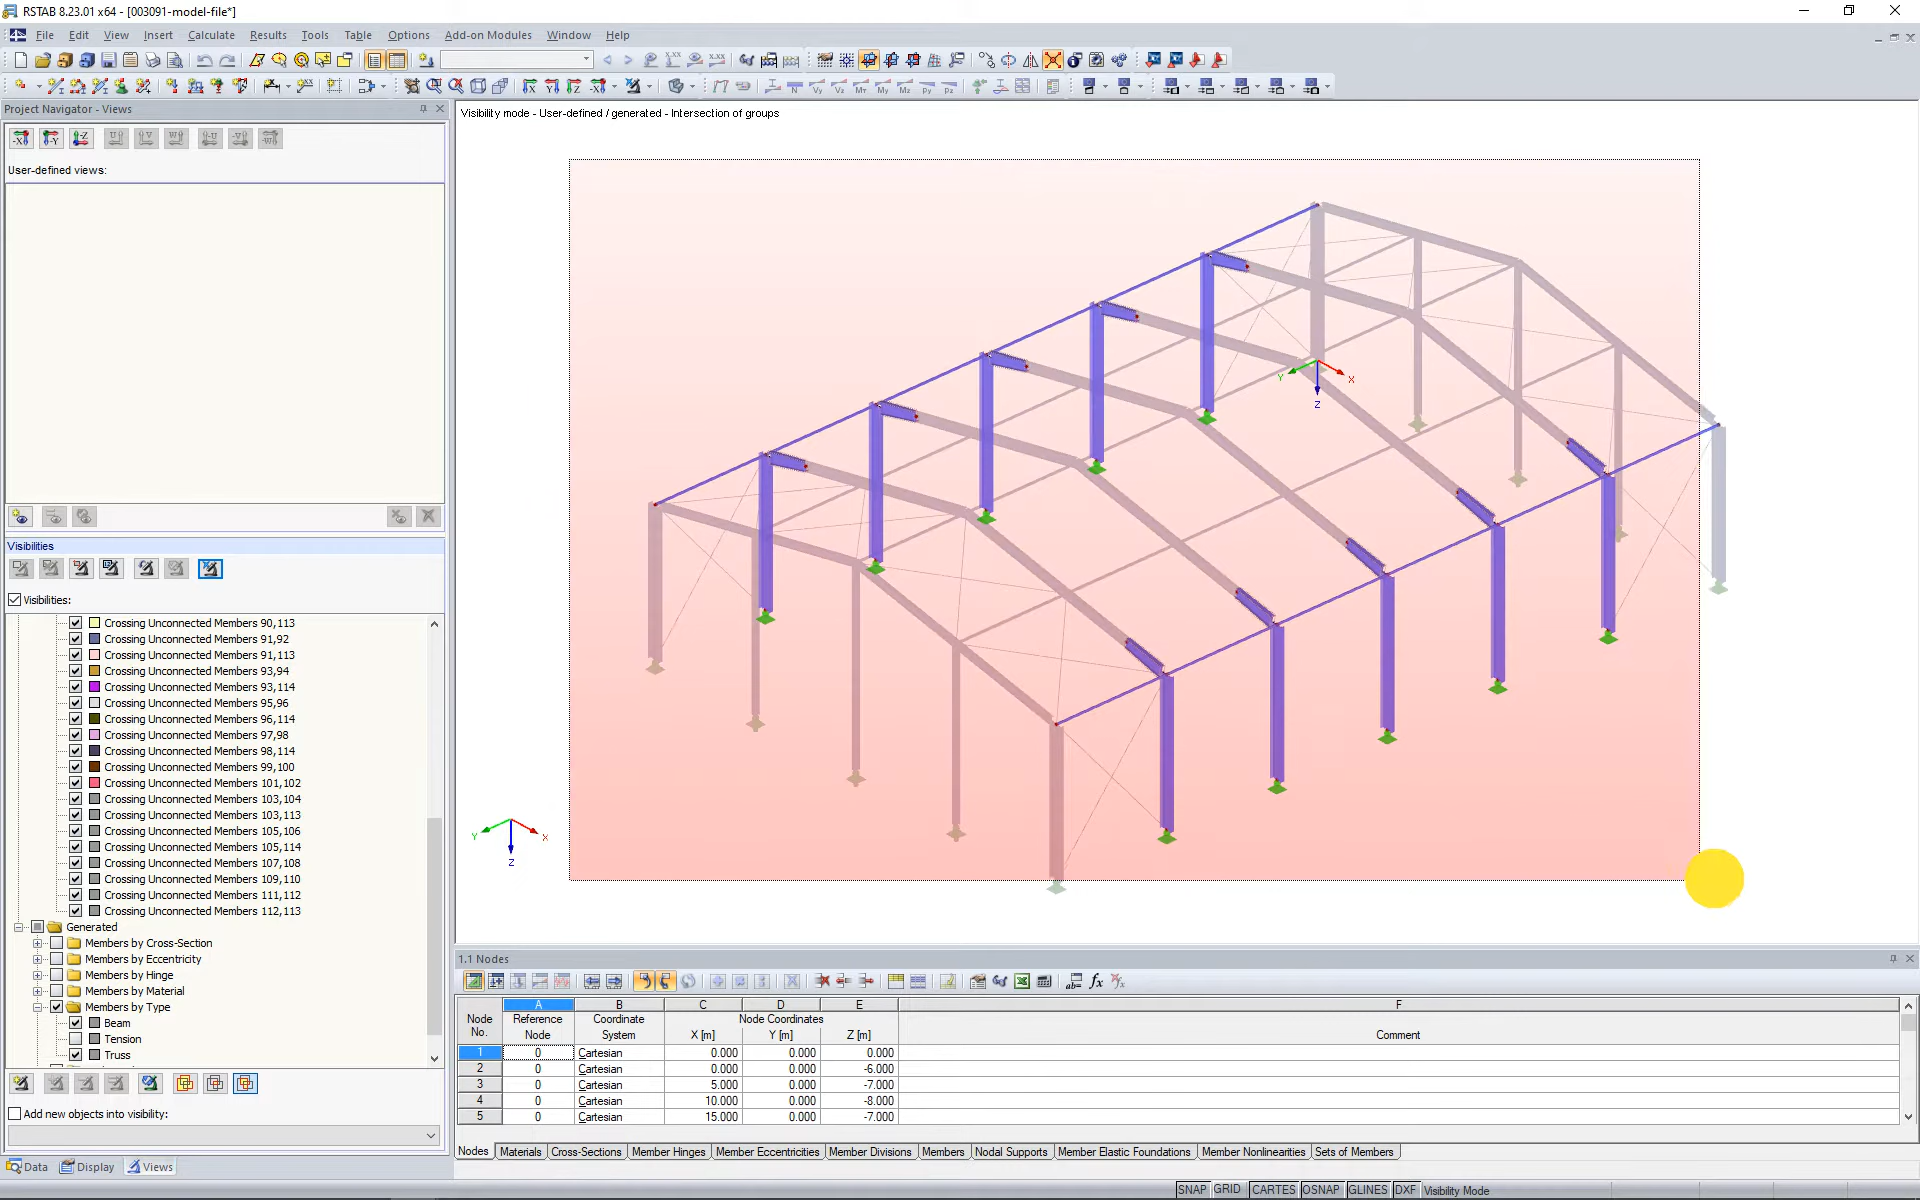 RSTAB 8.23.01 x64 - [003091-model-file*]
File Edit View Insert Calculate Results Tools Table Options Add-on Modules Window Help
Project Navigator - Views
User-defined views:
Visibilities
Visibilities:
Crossing Unconnected Members 90,113
Crossing Unconnected Members 91,92
Crossing Unconnected Members 91,113
Crossing Unconnected Members 93,94
Crossing Unconnected Members 93,114
Crossing Unconnected Members 95,96
Crossing Unconnected Members 96,114
Crossing Unconnected Members 97,98
Crossing Unconnected Members 98,114
Crossing Unconnected Members 99,100
Crossing Unconnected Members 101,102
Crossing Unconnected Members 103,104
Crossing Unconnected Members 103,113
Crossing Unconnected Members 105,106
Crossing Unconnected Members 105,114
Crossing Unconnected Members 107,108
Crossing Unconnected Members 109,110
Crossing Unconnected Members 111,112
Crossing Unconnected Members 112,113
Generated
Members by Cross-Section
Members by Eccentricity
Members by Hinge
Members by Material
Members by Type
Beam
Tension
Truss
Add new objects into visibility:
Data Display Views
Visibility mode - User-defined / generated - Intersection of groups
Y X
Z
Y X
Z
1.1 Nodes
A B C D E F
Node Reference Coordinate Node Coordinates
No. Node System X [m] Y [m] Z [m] Comment
1 0 Cartesian 0.000 0.000 0.000
2 0 Cartesian 0.000 0.000 -6.000
3 0 Cartesian 5.000 0.000 -7.000
4 0 Cartesian 10.000 0.000 -8.000
5 0 Cartesian 15.000 0.000 -7.000
Nodes Materials Cross-Sections Member Hinges Member Eccentricities Member Divisions Members Nodal Supports Member Elastic Foundations Member Nonlinearities Sets of Members
SNAP GRID CARTES OSNAP GLINES DXF Visibility Mode